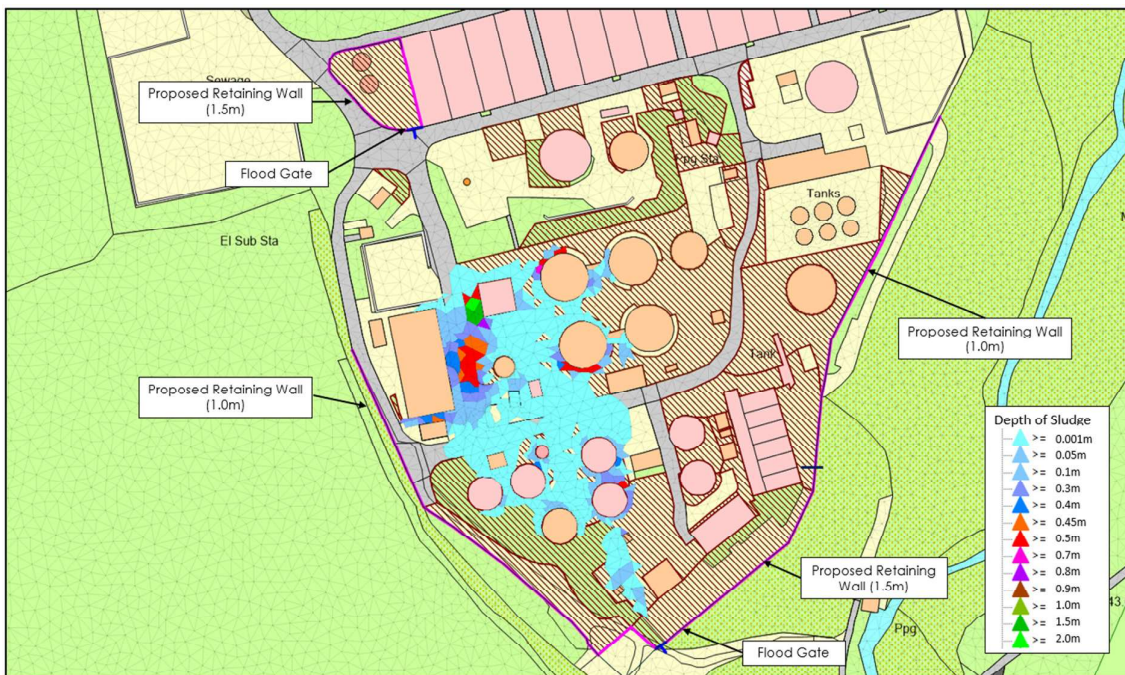 Sewage
Proposed Retaining Wall
(1.5m)
Flood Gate
Ppg Sta
El Sub Sta
Tanks
Proposed Retaining Wall
(1.0m)
Tank
Proposed Retaining Wall
(1.0m)
Depth of Sludge
>= 0.001m
>= 0.05m
>= 0.1m
>= 0.3m
>= 0.4m
>= 0.45m
>= 0.5m
>= 0.7m
>= 0.8m
>= 0.9m
>= 1.0m
>= 1.5m
>= 2.0m
Proposed Retaining
Wall (1.5m)
43
Ppg
Flood Gate